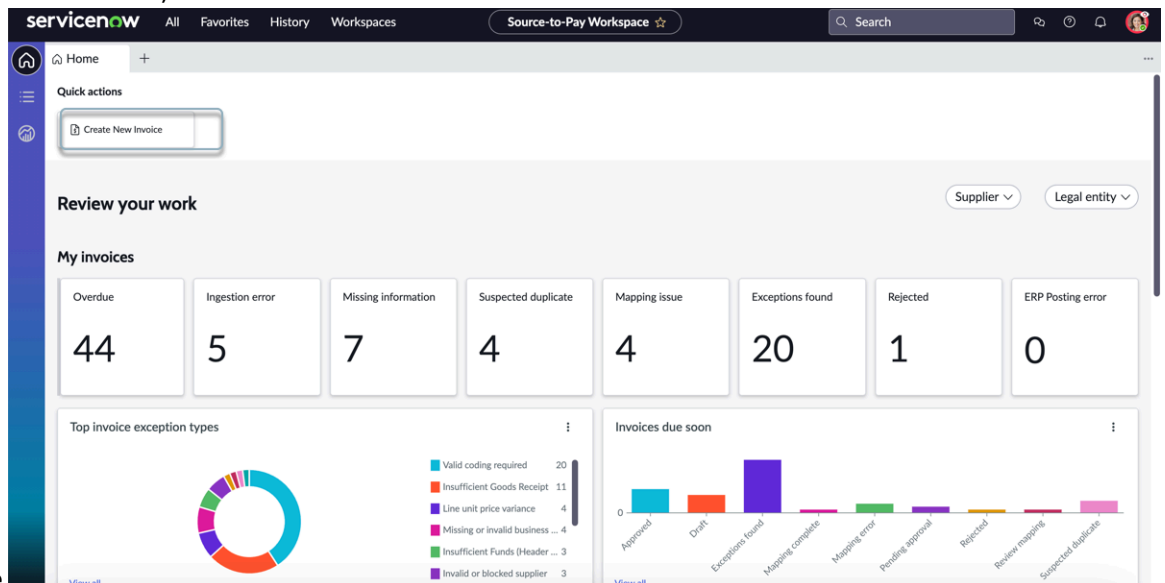 servicenow All Favorites History Workspaces Source-to-Pay Workspace Search
Home
Quick actions
Create New Invoice
Review your work
Supplier Legal entity
My invoices
Overdue Ingestion error Missing information Suspected duplicate Mapping issue Exceptions found Rejected ERP Posting error
44 5 7 4 4 20 1 0
Top invoice exception types
Valid coding required 20
Insufficient Goods Receipt 11
Line unit price variance 4
Missing or invalid business ... 4
Insufficient Funds (Header ... 3
Invalid or blocked supplier 3
View all
Invoices due soon
0
Approved Draft Exceptions found Mapping complete Mapping error Pending approval Rejected Review mapping Suspected duplicate
View all